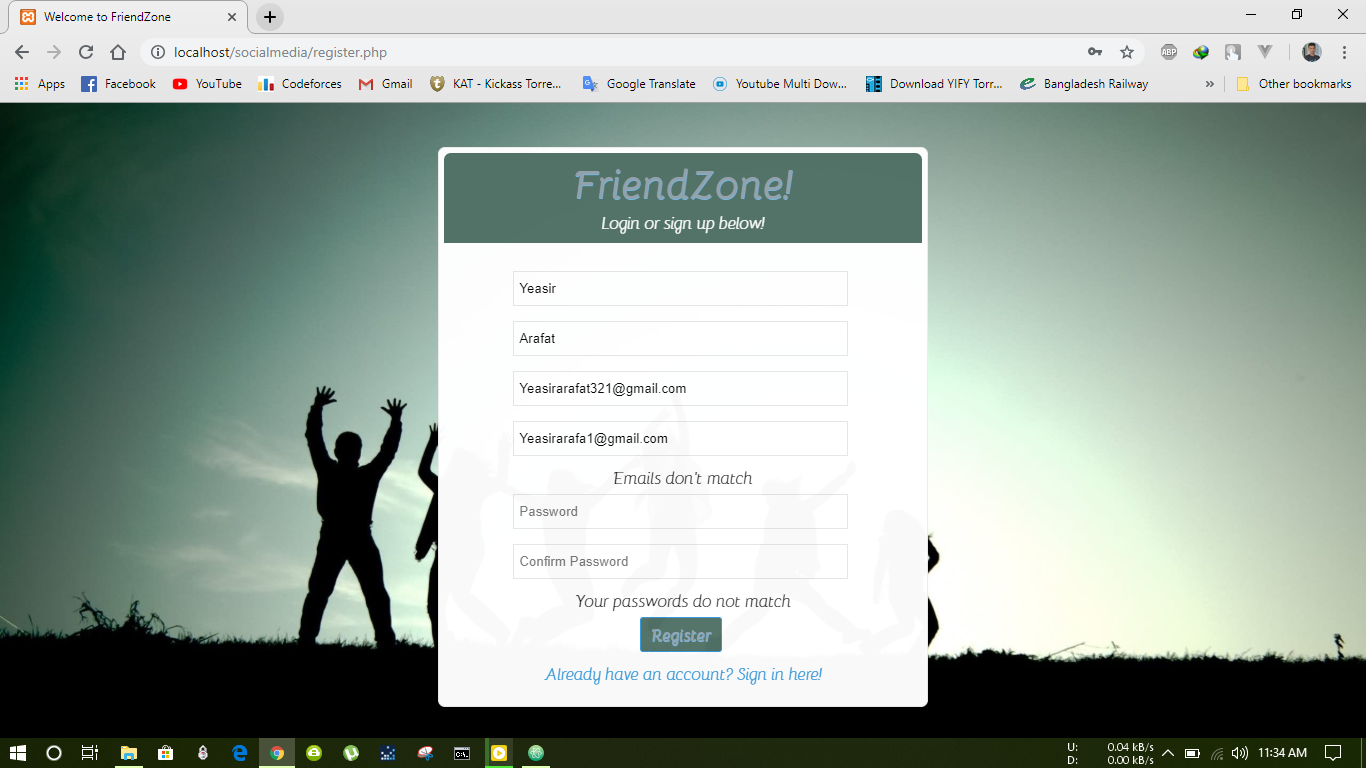 Welcome to FriendZone
localhost/socialmedia/register.php
Apps Facebook YouTube Codeforces Gmail KAT - Kickass Torre... Google Translate Youtube Multi Dow... Download YIFY Torr... Bangladesh Railway » Other bookmarks
FriendZone!
Login or sign up below!
Yeasir
Arafat
Yeasirarafat321@gmail.com
Yeasirarafa1@gmail.com
Emails don't match
Password
Confirm Password
Your passwords do not match
Register
Already have an account? Sign in here!
U: 0.04 kB/s
D: 0.00 kB/s
11:34 AM